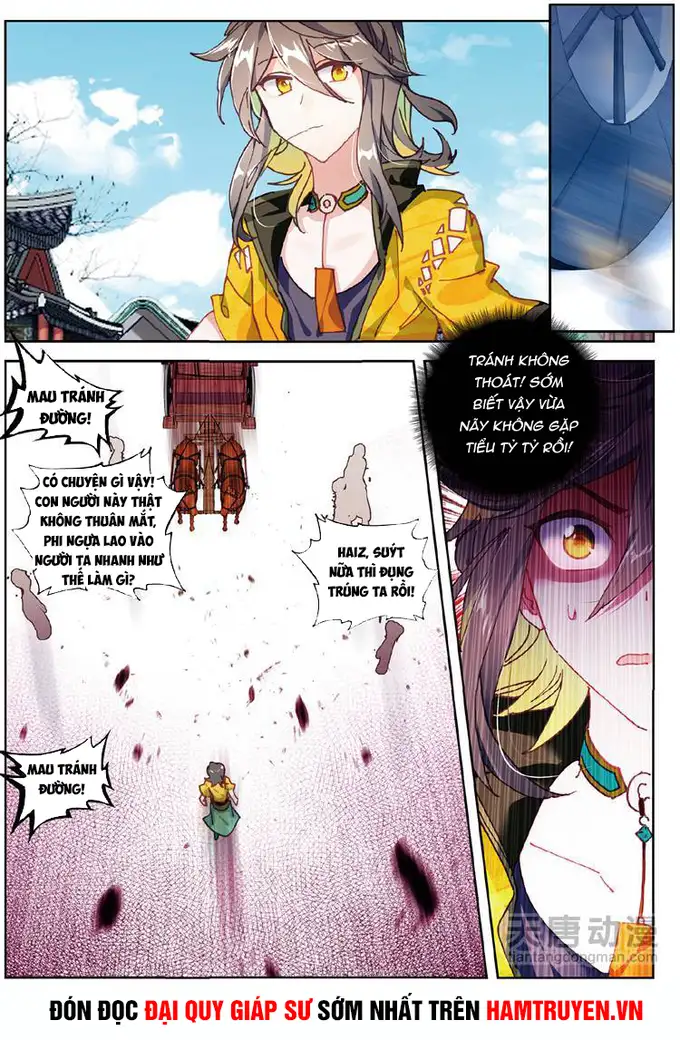 TRÁNH KHÔNG
THOÁT! SỚM
BIẾT VẬY VỪA
NÃY KHÔNG GẶP
TIỂU TỶ TỶ RỒI!
MAU TRÁNH
ĐƯỜNG!
CÓ CHUYỆN GÌ VẬY!
CON NGƯỜI NÀY THẬT
KHÔNG THUẬN MẮT,
PHI NGỰA LAO VÀO
NGƯỜI TA NHANH NHƯ
THẾ LÀM GÌ?
HAIZ, SUÝT
NỮA THÌ ĐỤNG
TRÚNG TA RỒI!
MAU TRÁNH
ĐƯỜNG!
天唐动漫
tiantangdongman.com
ĐÓN ĐỌC ĐẠI QUY GIÁP SƯ SỚM NHẤT TRÊN HAMTRUYEN.VN